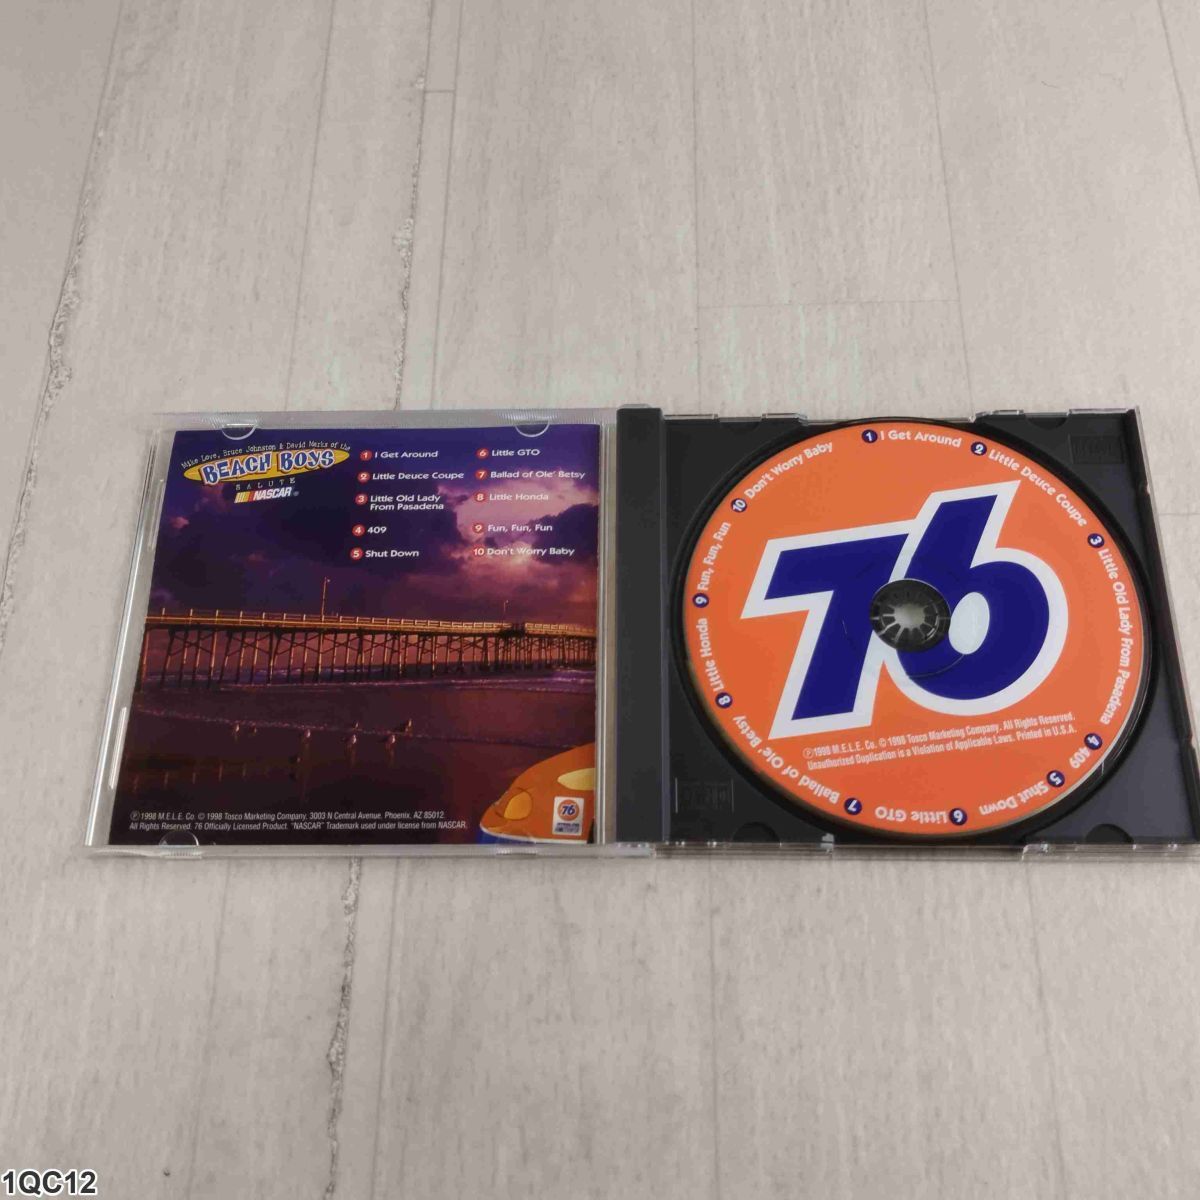 Mike Love, Bruce Johnston & David Marks of the
BEACH BOYS
SALUTE
NASCAR®
1 I Get Around
2 Little Deuce Coupe
3 Little Old Lady
From Pasadena
4 409
5 Shut Down
6 Little GTO
7 Ballad of Ole' Betsy
8 Little Honda
9 Fun, Fun, Fun
10 Don't Worry Baby
76
Ⓟ1998 M.E.L.E. Co. © 1998 Tosco Marketing Company, 3003 N Central Avenue, Phoenix, AZ 85012.
All Rights Reserved. 76 Officially Licensed Product. "NASCAR" Trademark used under license from NASCAR.
1 I Get Around
2 Little Deuce Coupe
3 Little Old Lady From Pasadena
4 409
5 Shut Down
6 Little GTO
7 Ballad of Ole' Betsy
8 Little Honda
9 Fun, Fun, Fun
10 Don't Worry Baby
76
Ⓟ1998 M.E.L.E. Co. © 1998 Tosco Marketing Company. All Rights Reserved.
Unauthorized Duplication is a Violation of Applicable Laws. Printed in U.S.A.
1QC12